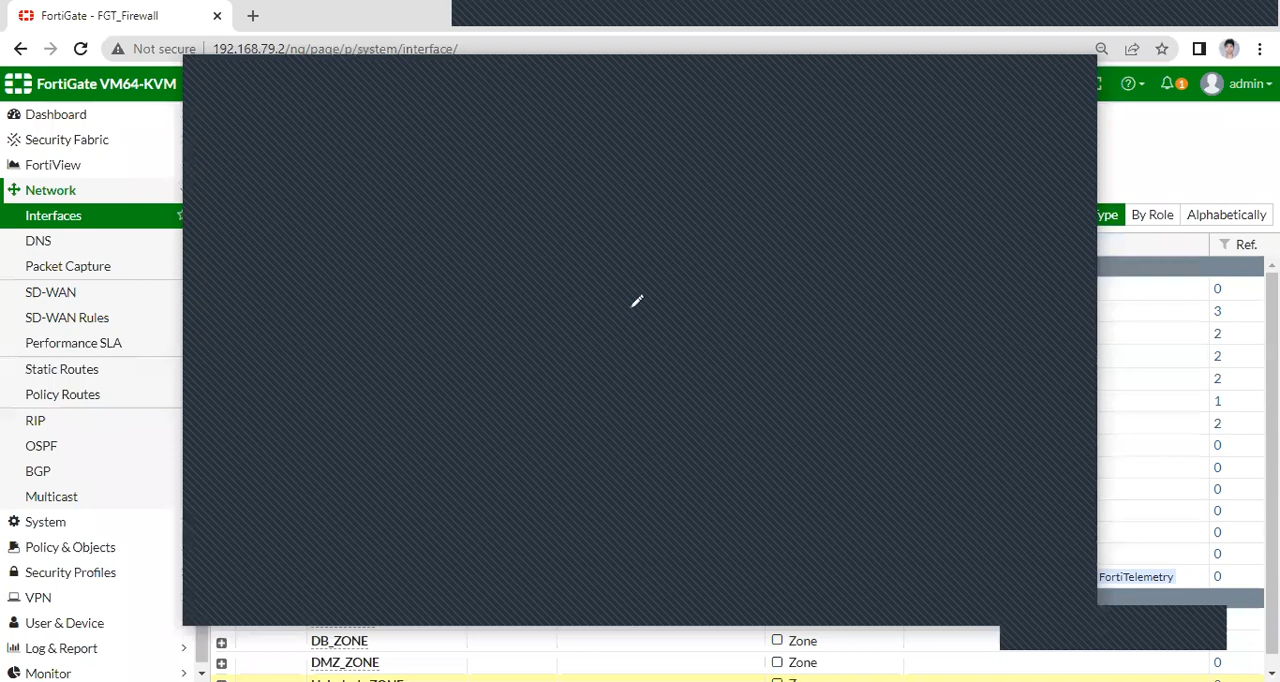 FortiGate - FGT_Firewall
Not secure
192.168.79.2/ng/page/p/system/interface/
FortiGate VM64-KVM
1
admin
Dashboard
Security Fabric
FortiView
Network
Interfaces
DNS
Packet Capture
SD-WAN
SD-WAN Rules
Performance SLA
Static Routes
Policy Routes
RIP
OSPF
BGP
Multicast
System
Policy & Objects
Security Profiles
VPN
User & Device
Log & Report
Monitor
By Role
Alphabetically
Ref.
0
3
2
2
2
1
2
0
0
0
0
0
0
FortiTelemetry 0
DB_ZONE Zone
DMZ_ZONE Zone 0